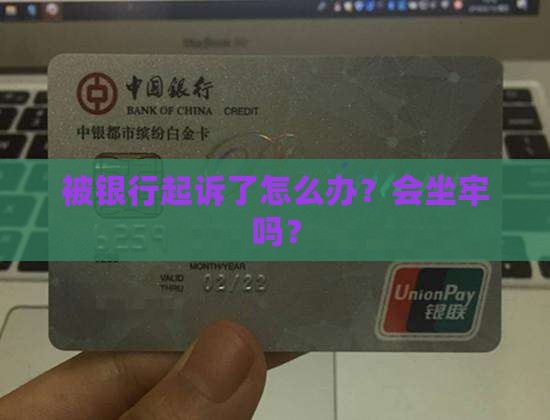 中国银行
BANK OF CHINA CREDIT
中银都市缤纷白金卡
被银行起诉了怎么办？会坐牢
吗？
6259
MONTH/YEAR
VALID
THRU 02/22
UnionPay
银联